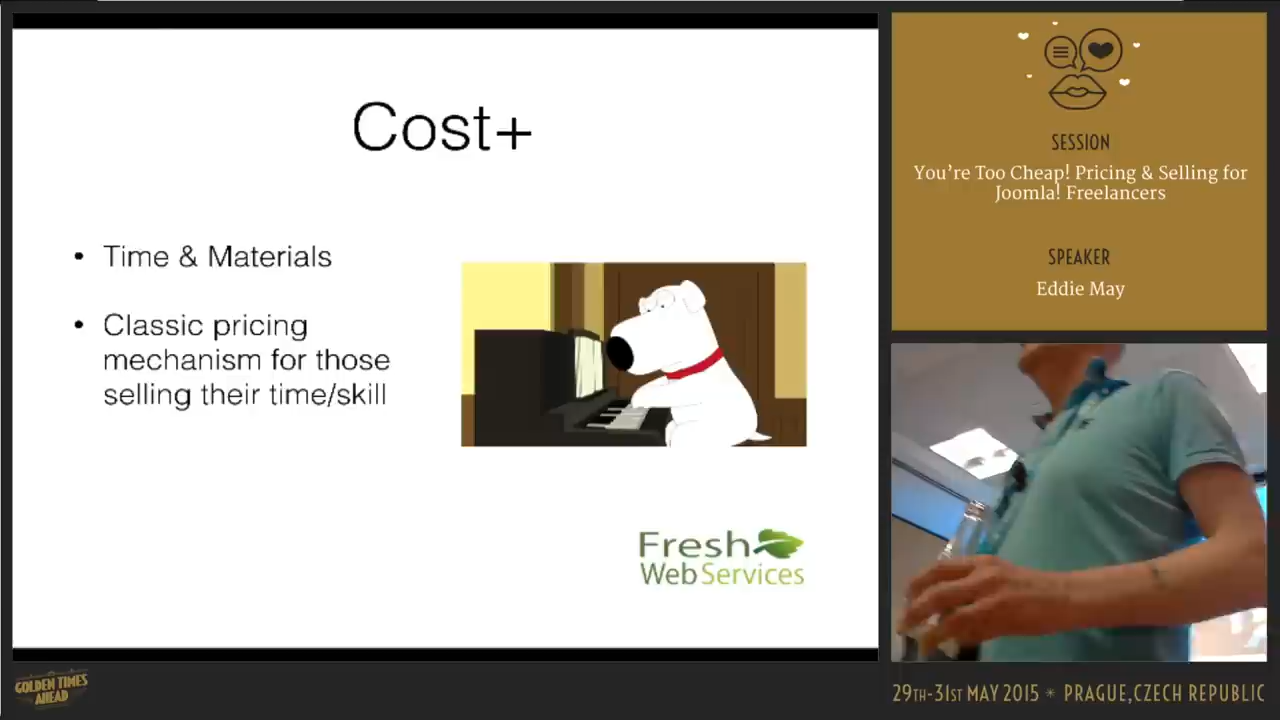 Cost+
• Time & Materials
• Classic pricing
mechanism for those
selling their time/skill
Fresh
WebServices
SESSION
You're Too Cheap! Pricing & Selling for
Joomla! Freelancers
SPEAKER
Eddie May
GOLDEN TIMES
AHEAD
29TH-31ST MAY 2015 * PRAGUE,CZECH REPUBLIC